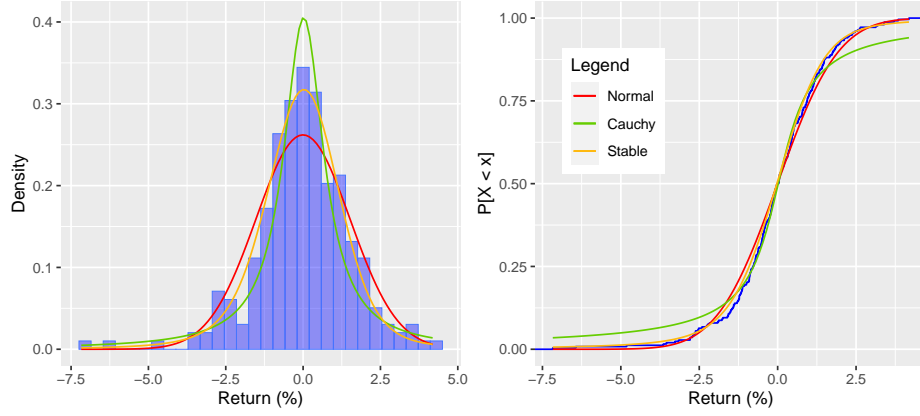 0.4
0.3
0.2
0.1
0.0
Density
−7.5 −5.0 −2.5 0.0 2.5 5.0
Return (%)
1.00
0.75
0.50
0.25
0.00
P[X < x]
Legend
Normal
Cauchy
Stable
−7.5 −5.0 −2.5 0.0 2.5
Return (%)